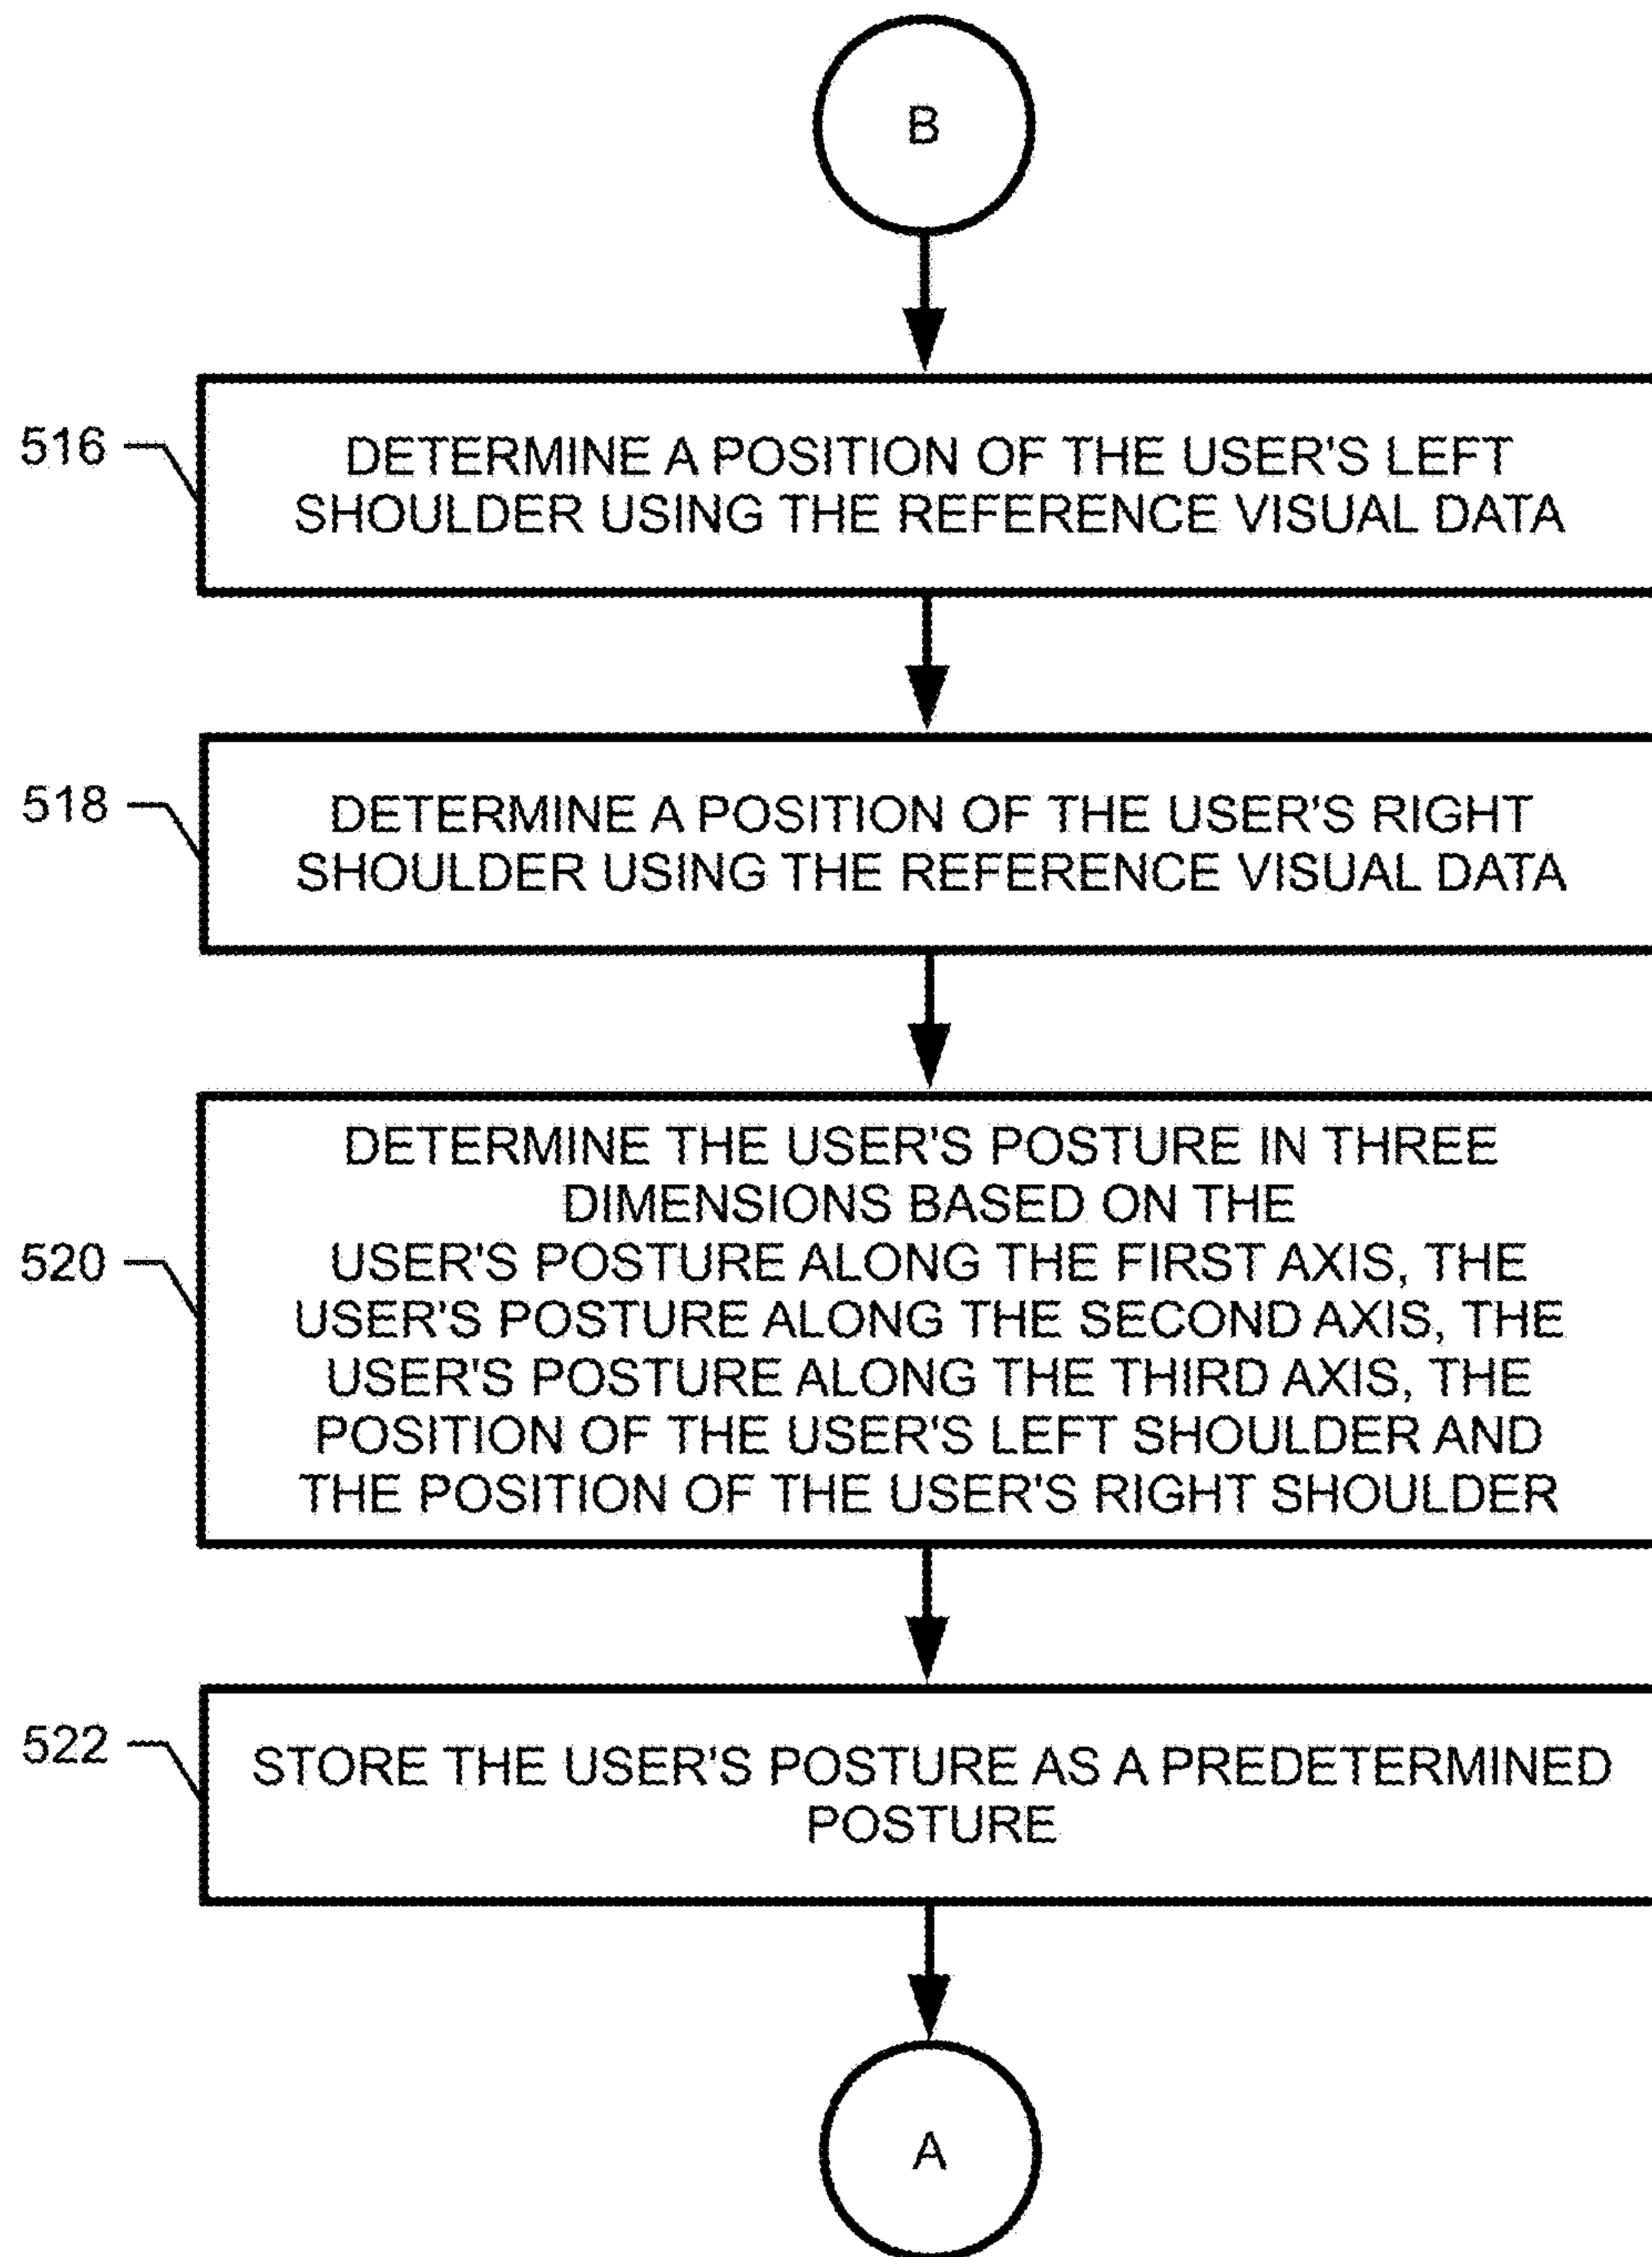 B
516
DETERMINE A POSITION OF THE USER'S LEFT
SHOULDER USING THE REFERENCE VISUAL DATA
518
DETERMINE A POSITION OF THE USER'S RIGHT
SHOULDER USING THE REFERENCE VISUAL DATA
520
DETERMINE THE USER'S POSTURE IN THREE
DIMENSIONS BASED ON THE
USER'S POSTURE ALONG THE FIRST AXIS, THE
USER'S POSTURE ALONG THE SECOND AXIS, THE
USER'S POSTURE ALONG THE THIRD AXIS, THE
POSITION OF THE USER'S LEFT SHOULDER AND
THE POSITION OF THE USER'S RIGHT SHOULDER
522
STORE THE USER'S POSTURE AS A PREDETERMINED
POSTURE
A